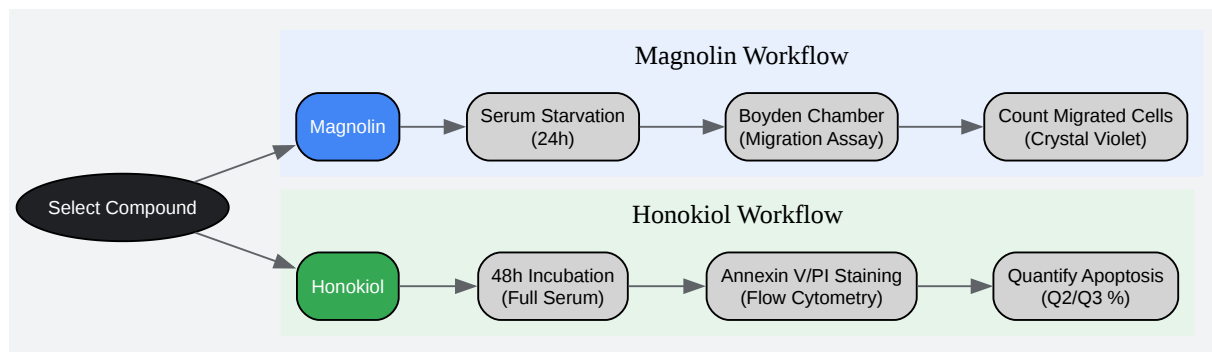 Select Compound
Magnolin Workflow
Magnolin
Serum Starvation
(24h)
Boyden Chamber
(Migration Assay)
Count Migrated Cells
(Crystal Violet)
Honokiol Workflow
Honokiol
48h Incubation
(Full Serum)
Annexin V/PI Staining
(Flow Cytometry)
Quantify Apoptosis
(Q2/Q3 %)